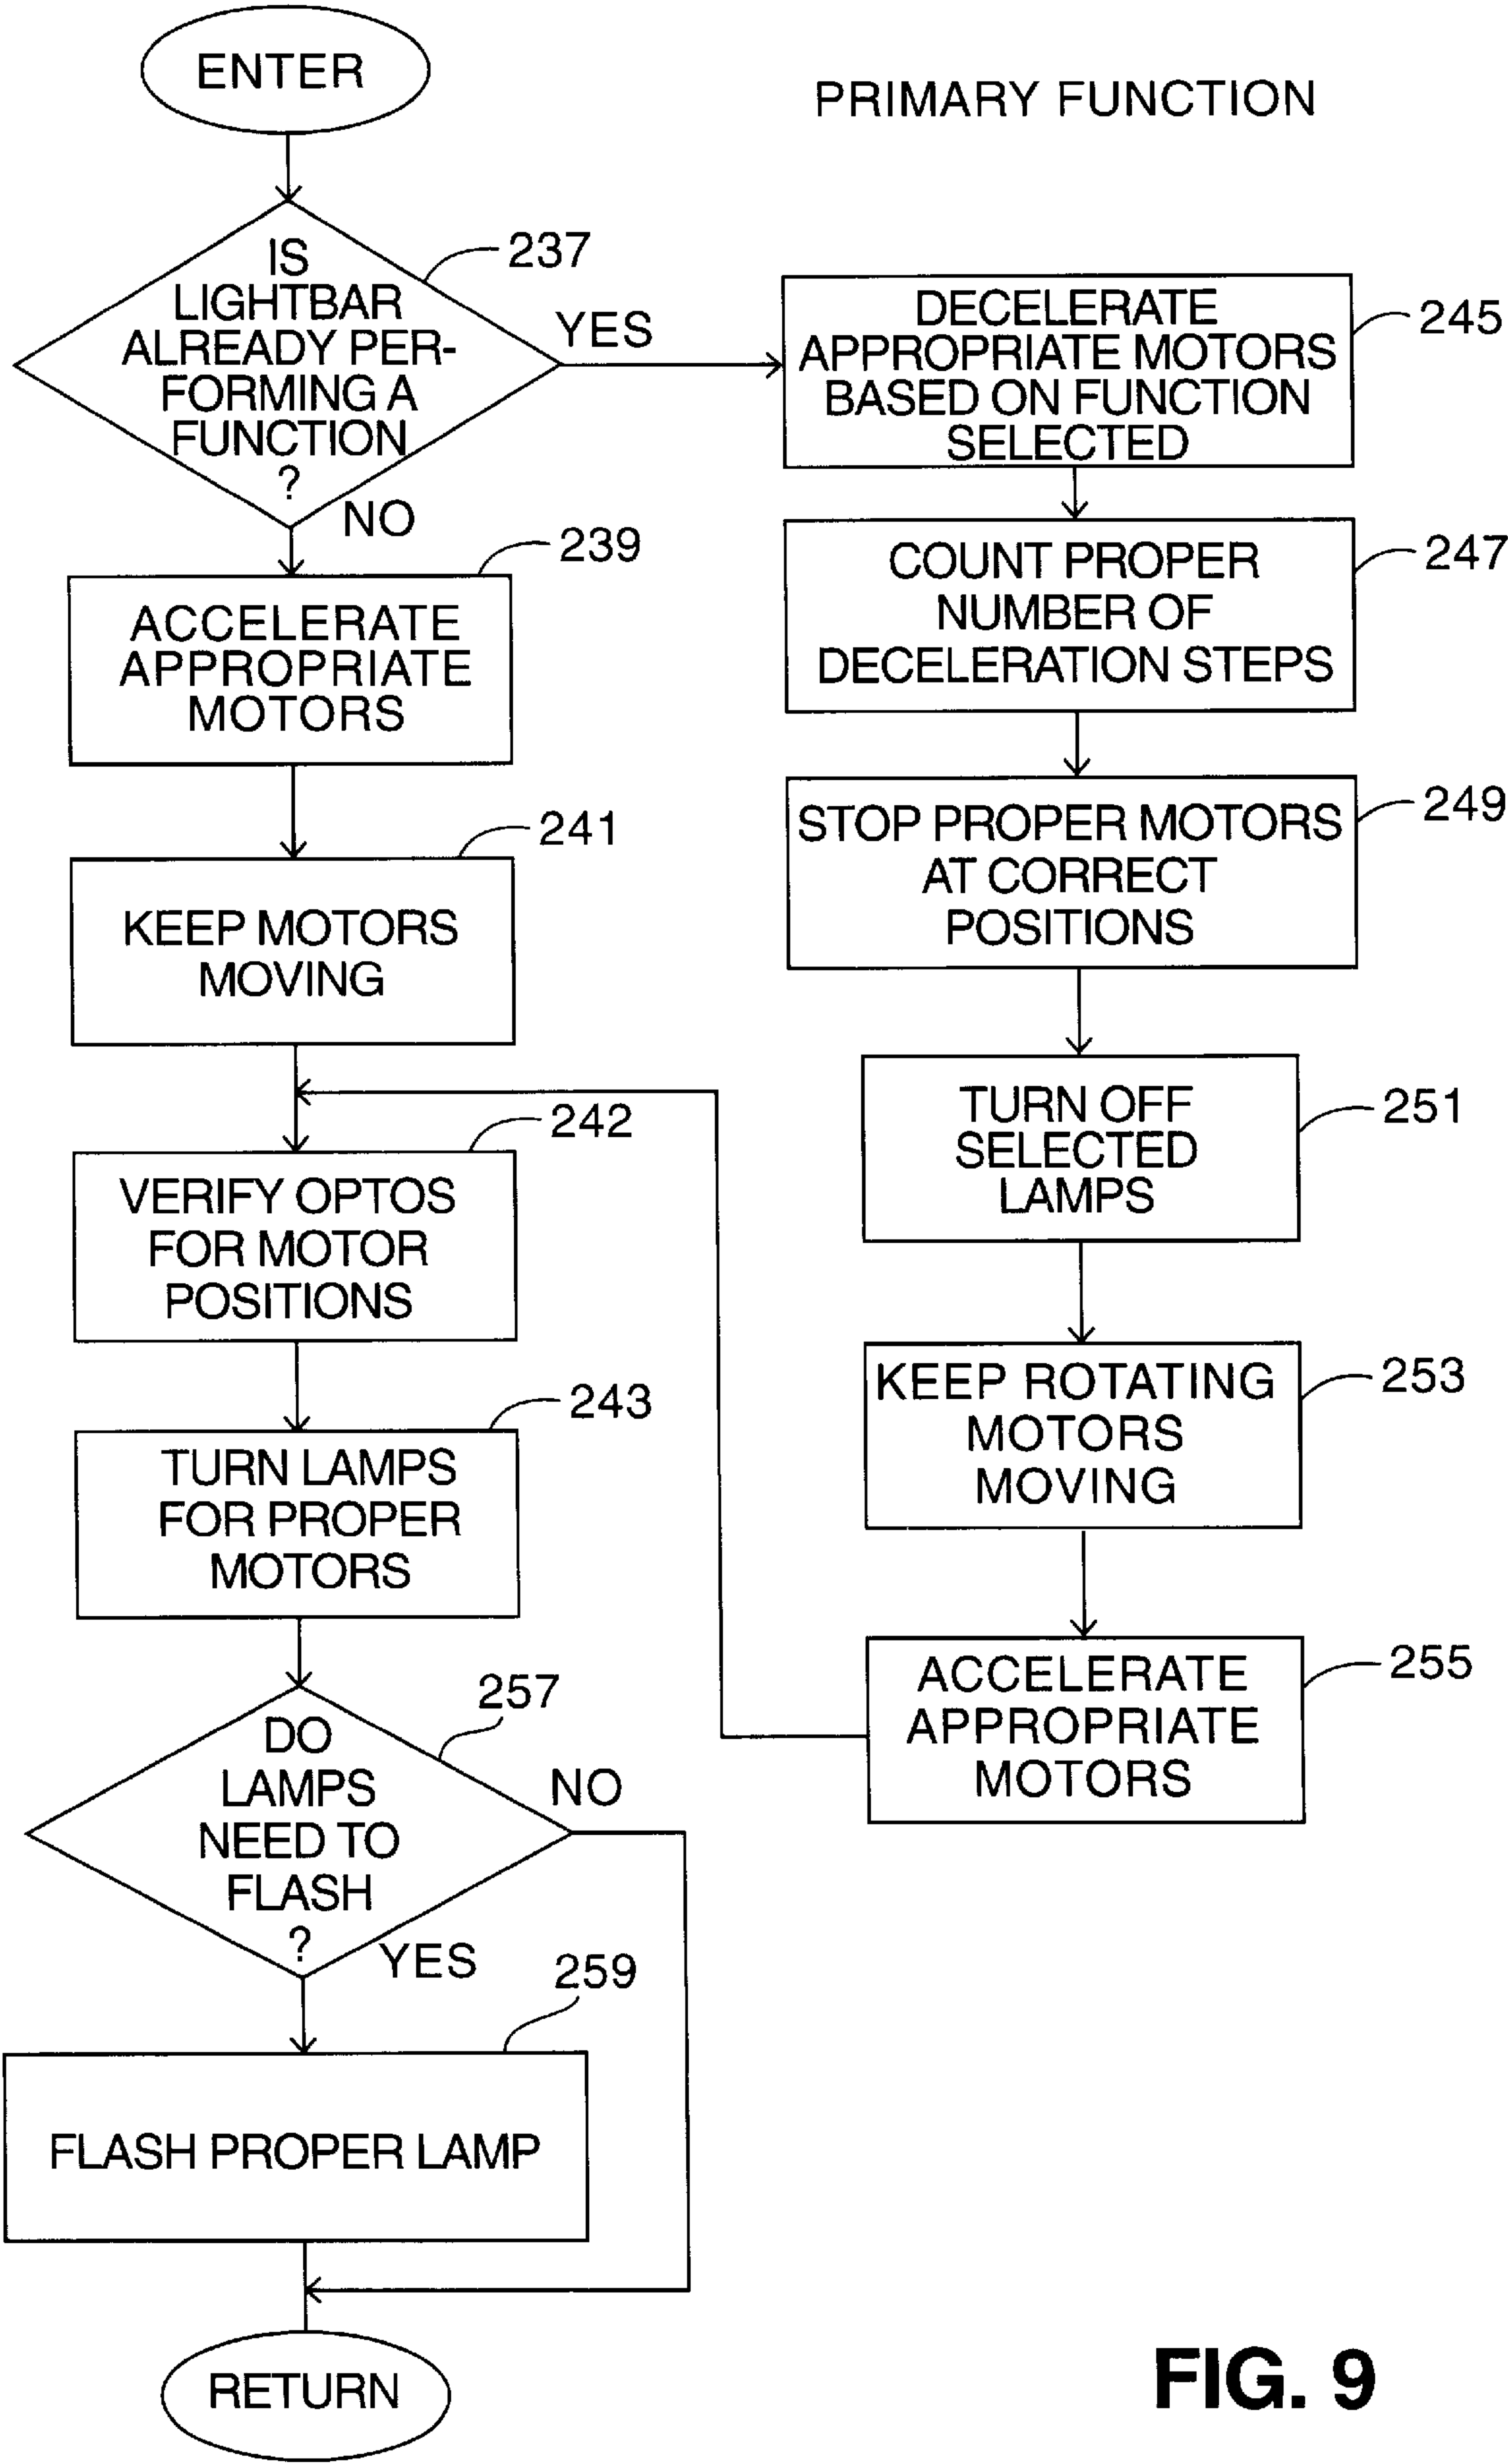 ENTER
PRIMARY FUNCTION
IS
LIGHTBAR
ALREADY PER-
FORMING A
FUNCTION
?
237
YES
NO
239
ACCELERATE
APPROPRIATE
MOTORS
241
KEEP MOTORS
MOVING
242
VERIFY OPTOS
FOR MOTOR
POSITIONS
243
TURN LAMPS
FOR PROPER
MOTORS
257
DO
LAMPS
NEED TO
FLASH
?
NO
YES
259
FLASH PROPER LAMP
RETURN
DECELERATE
APPROPRIATE MOTORS
BASED ON FUNCTION
SELECTED
245
COUNT PROPER
NUMBER OF
DECELERATION STEPS
247
STOP PROPER MOTORS
AT CORRECT
POSITIONS
249
TURN OFF
SELECTED
LAMPS
251
KEEP ROTATING
MOTORS
MOVING
253
ACCELERATE
APPROPRIATE
MOTORS
255
FIG. 9